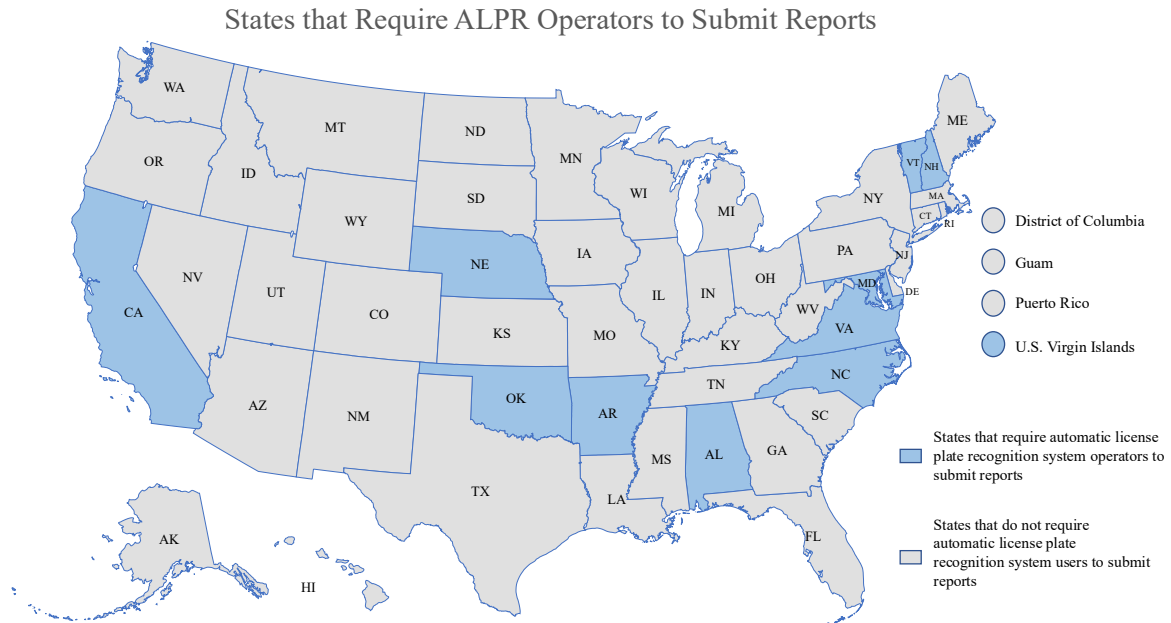 States that Require ALPR Operators to Submit Reports
WA
MT
ND
MN
ME
OR
ID
SD
WI
MI
VT
NH
NY
MA
CT
RI
WY
NE
IA
PA
NJ
NV
UT
CO
IL
IN
OH
MD
DE
WV
VA
CA
KS
MO
KY
NC
TN
AZ
NM
OK
AR
SC
MS
AL
GA
TX
LA
FL
AK
HI
District of Columbia
Guam
Puerto Rico
U.S. Virgin Islands
States that require automatic license
plate recognition system operators to
submit reports
States that do not require
automatic license plate
recognition system users to submit
reports